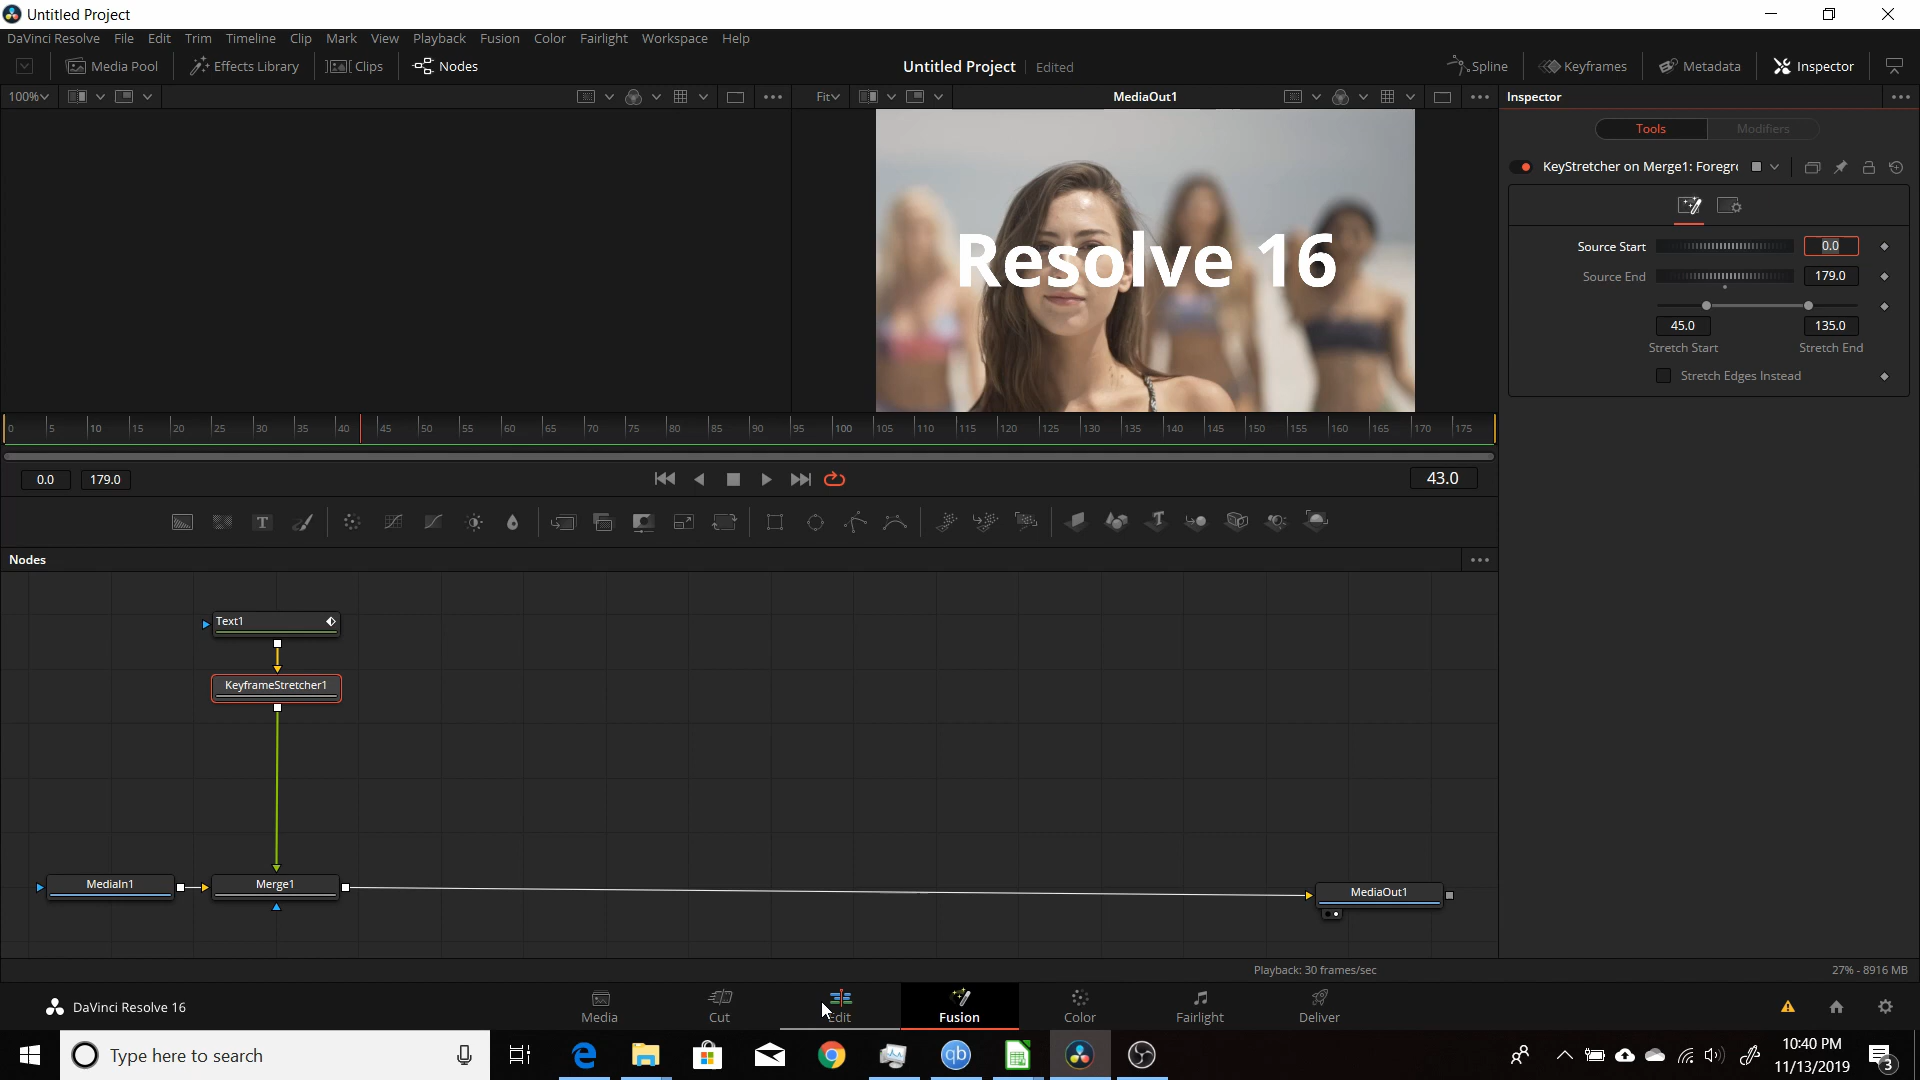 Untitled Project
DaVinci Resolve File Edit Trim Timeline Clip Mark View Playback Fusion Color Fairlight Workspace Help
Media Pool Effects Library Clips Nodes Untitled Project Edited Spline Keyframes Metadata Inspector
100% Fit MediaOut1 Inspector
Tools Modifiers
KeyStretcher on Merge1: Foregr
Resolve 16
Source Start 0.0
Source End 179.0
45.0 135.0
Stretch Start Stretch End
Stretch Edges Instead
0 5 10 15 20 25 30 35 40 45 50 55 60 65 70 75 80 85 90 95 100 105 110 115 120 125 130 135 140 145 150 155 160 165 170 175
0.0 179.0 43.0
Nodes
Text1
KeyframeStretcher1
MediaIn1 Merge1 MediaOut1
Playback: 30 frames/sec 27% - 8916 MB
DaVinci Resolve 16 Media Cut Edit Fusion Color Fairlight Deliver
Type here to search
10:40 PM
11/13/2019
3